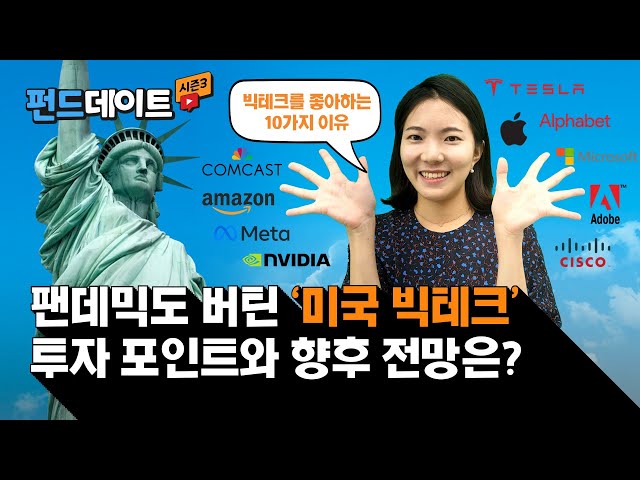 펀드데이트
시즌3
빅테크를 좋아하는
10가지 이유
COMCAST
amazon
Meta
NVIDIA
TESLA
Alphabet
Microsoft
Adobe
CISCO
팬데믹도 버틴 ‘미국 빅테크’
투자 포인트와 향후 전망은?